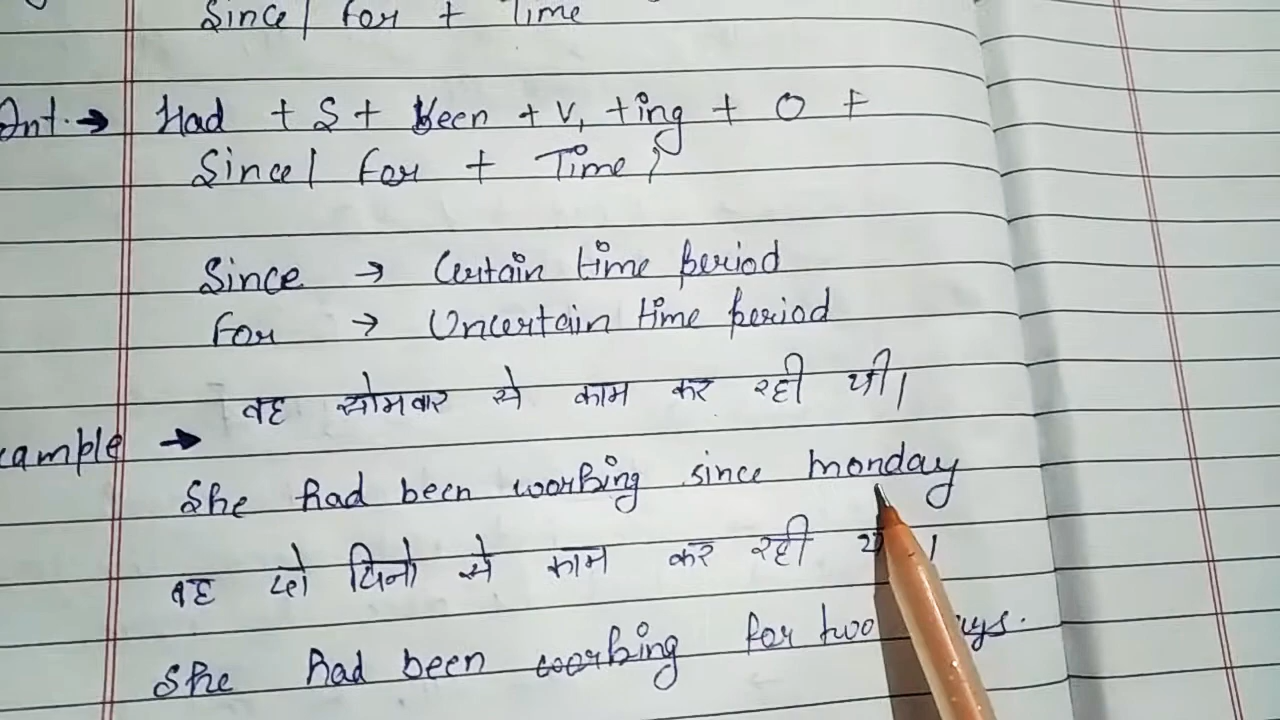 Since/ For + Time
Int. → Had + S + been + V1 + ing + O +
Since/ For + Time ?
Since → Certain time period
For → Uncertain time period
वह सोमवार से काम कर रही थी।
xample →
She had been working since monday
वह दो दिनो से काम कर रही ।
She had been working for two